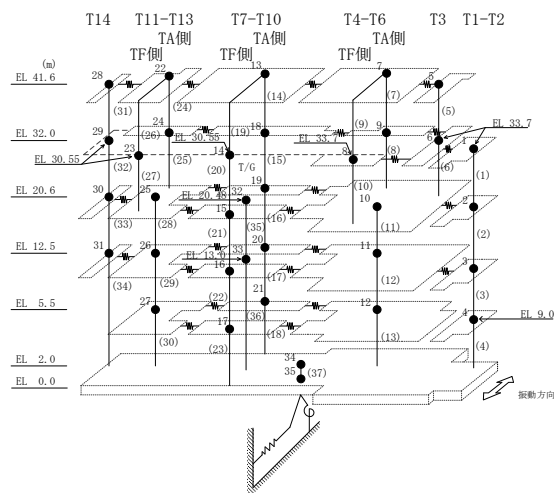 T14 T11-T13 T7-T10 T4-T6 T3 T1-T2
TA側 TA側 TA側
TF側 TF側 TF側
(m)
22 13 7
EL 41.6 28 5
(31) (24) (14) (7) (5)
EL 32.0 29 24 18 9 6 EL 33.7
(26) EL 30.55 (19) EL 33.7 (9) 1
EL 30.55 23 14 8
(32) (25) (20) (15) (10) (8) (6) (1)
(27) T/G
EL 20.6 30 25 EL 20.48 32 19 10 2
(33) (28) 15 (35) (16) (11) (2)
(21)
EL 12.5 31 26 EL 13.0 33 20 11 3
16
(34) (29) (17) (12) (3)
EL 5.5 27 (22) 21 12 4 EL 9.0
(36)
(30) 17 (18) (13) (4)
(23)
EL 2.0 34
EL 0.0 35 (37)
振動方向